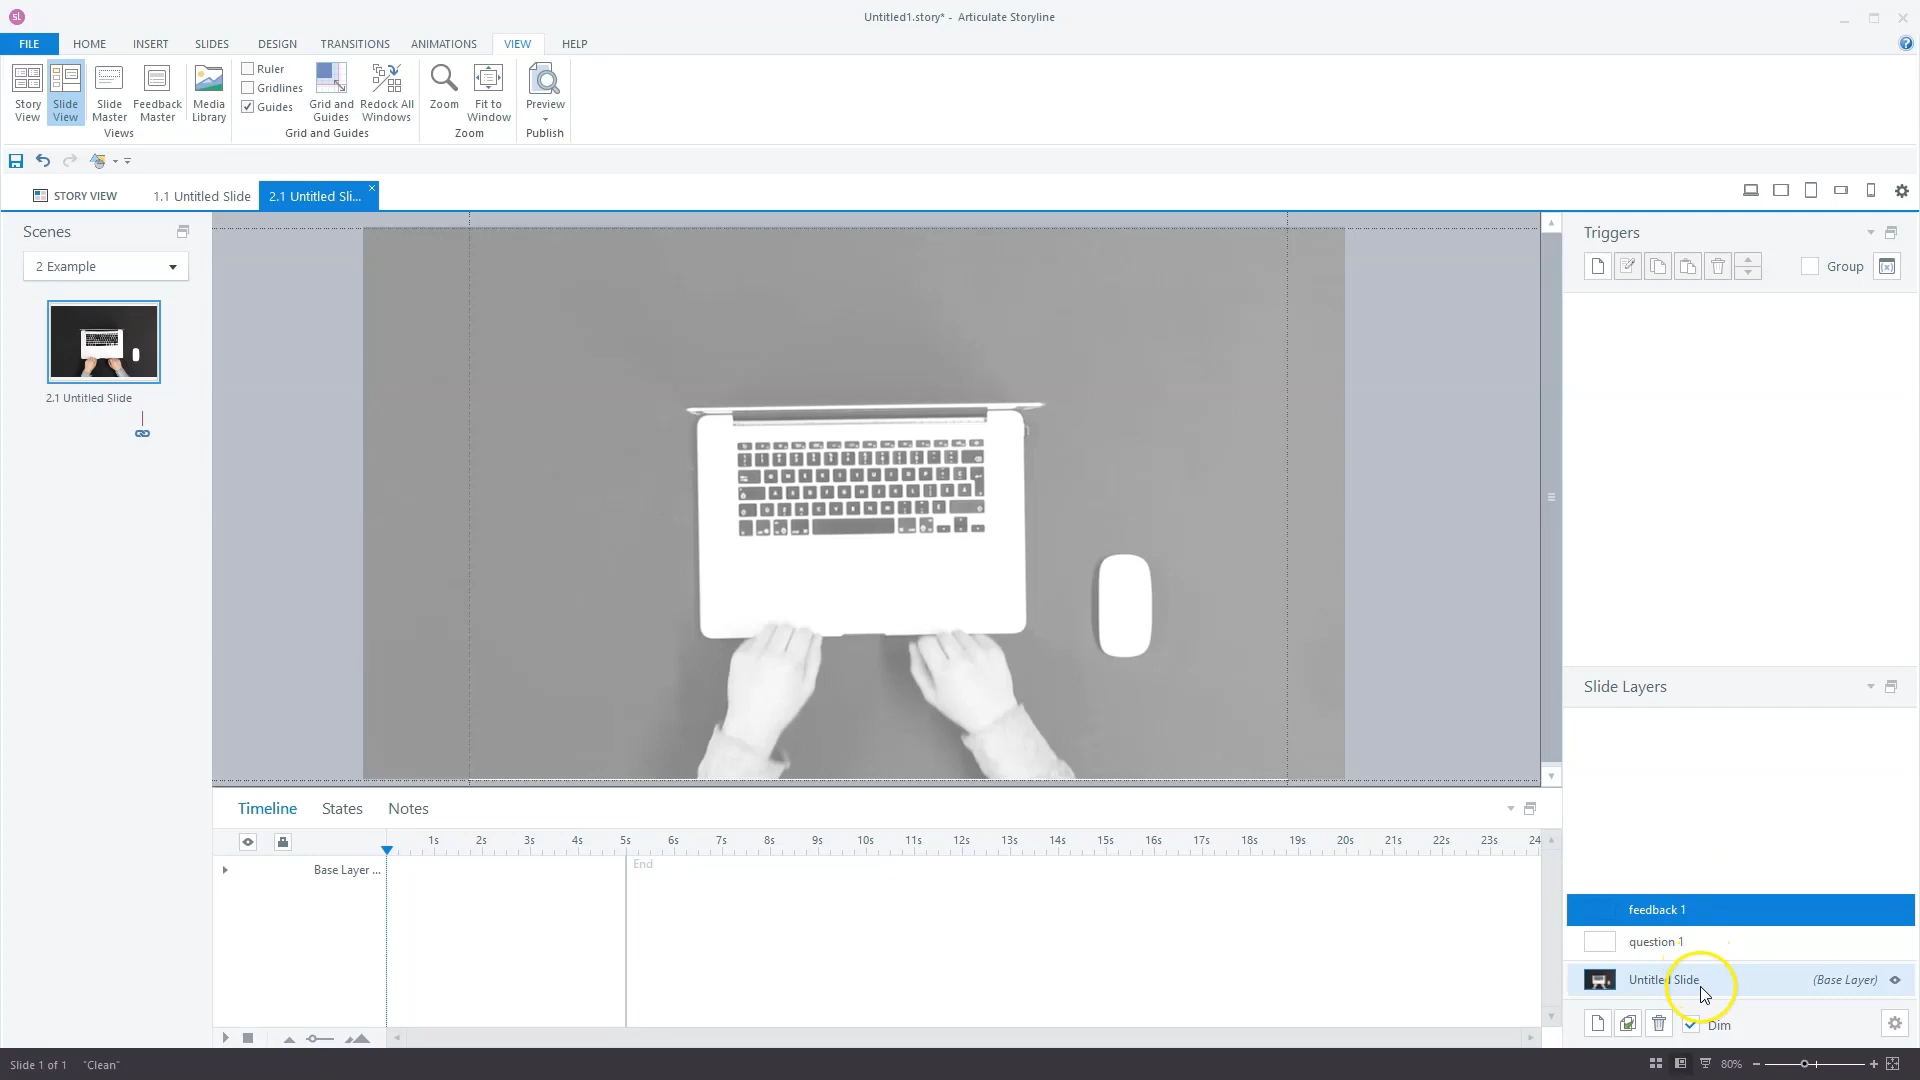 sl
Untitled1.story* - Articulate Storyline
FILE HOME INSERT SLIDES DESIGN TRANSITIONS ANIMATIONS VIEW HELP
Story View
Slide View
Slide Master
Feedback Master
Media Library
Views
Ruler
Gridlines
Guides
Grid and Guides
Redock All Windows
Grid and Guides
Zoom
Fit to Window
Zoom
Preview
Publish
STORY VIEW 1.1 Untitled Slide 2.1 Untitled Sli...
Scenes
2 Example
2.1 Untitled Slide
Triggers
Group
Slide Layers
feedback 1
question 1
Untitled Slide (Base Layer)
Dim
Timeline States Notes
1s 2s 3s 4s 5s 6s 7s 8s 9s 10s 11s 12s 13s 14s 15s 16s 17s 18s 19s 20s 21s 22s 23s 24
Base Layer ...
End
Slide 1 of 1 "Clean"
80%